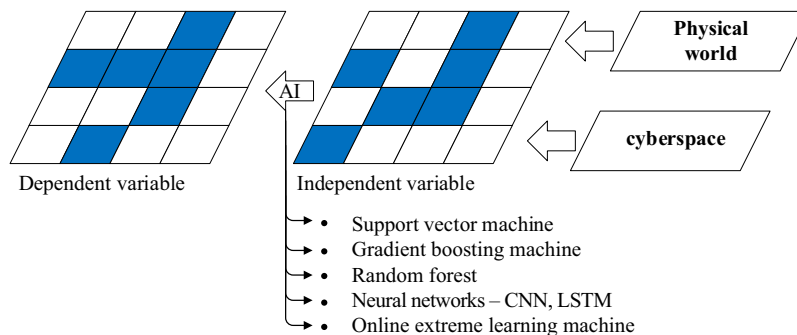 Physical
world
AI
cyberspace
Dependent variable
Independent variable
• Support vector machine
• Gradient boosting machine
• Random forest
• Neural networks – CNN, LSTM
• Online extreme learning machine